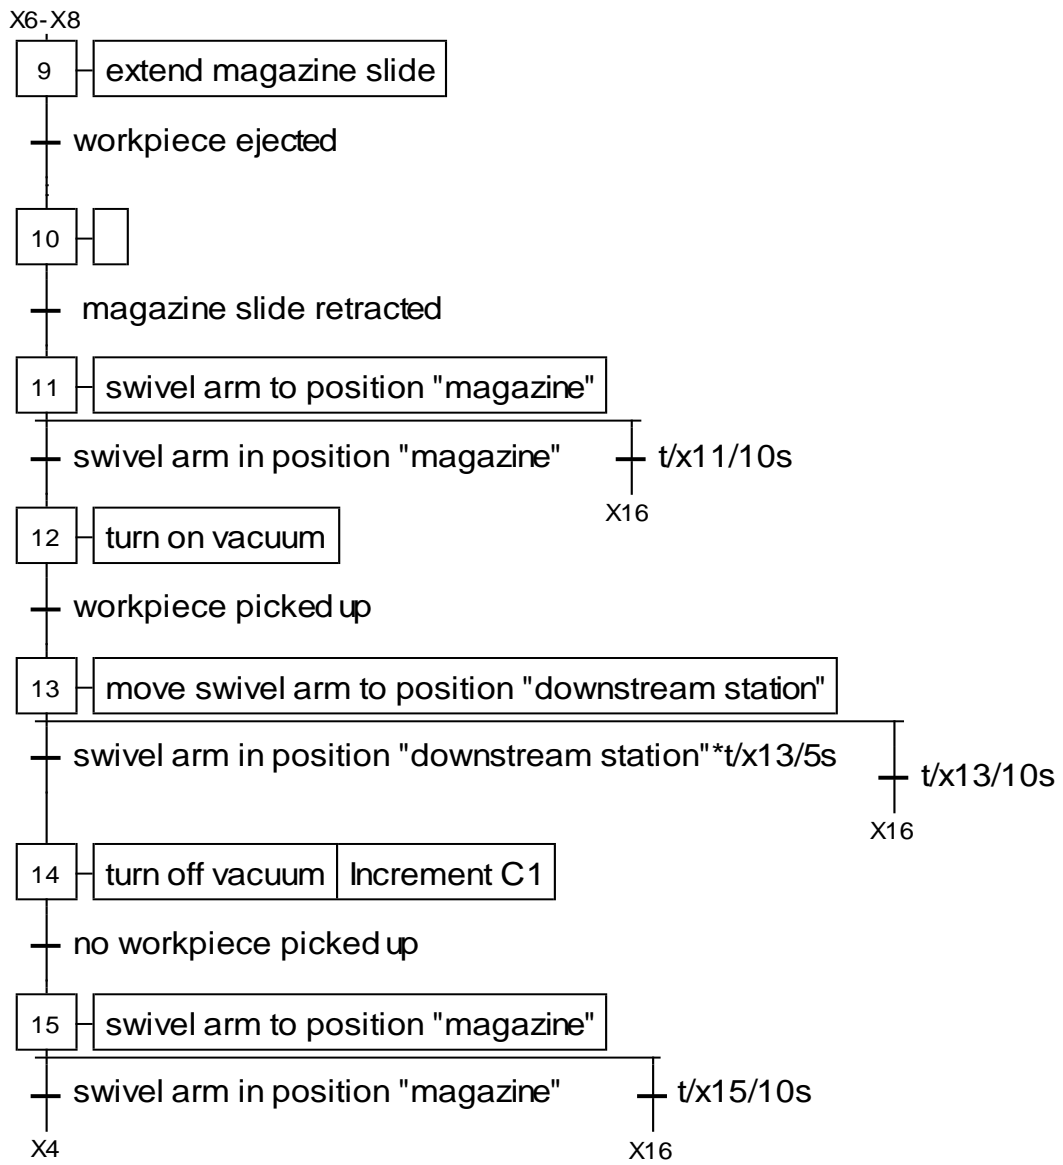 X6-X8
9 extend magazine slide
workpiece ejected
10
magazine slide retracted
11 swivel arm to position "magazine"
swivel arm in position "magazine" t/x11/10s
X16
12 turn on vacuum
workpiece picked up
13 move swivel arm to position "downstream station"
swivel arm in position "downstream station"*t/x13/5s
t/x13/10s
X16
14 turn off vacuum Increment C1
no workpiece picked up
15 swivel arm to position "magazine"
swivel arm in position "magazine" t/x15/10s
X4 X16